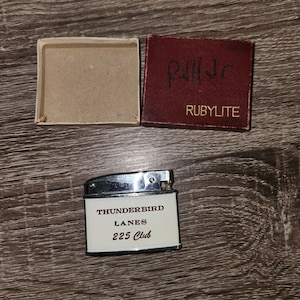 RUBYLITE
THUNDERBIRD
LANES
225 Club